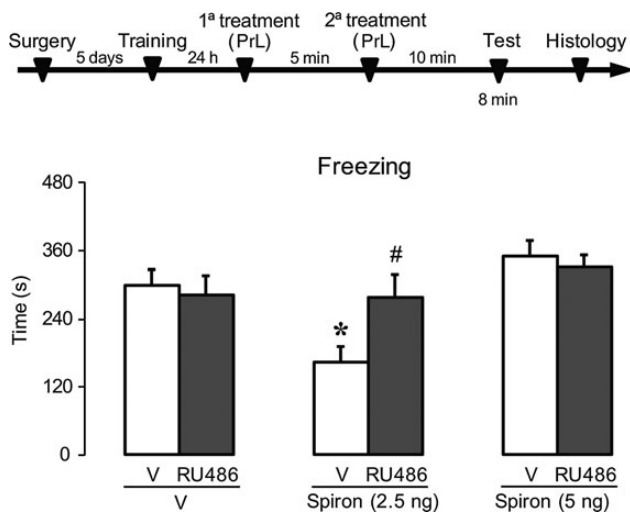 1ª treatment 2ª treatment
Surgery Training (PrL) (PrL) Test Histology
5 days 24 h 5 min 10 min
8 min
Freezing
480
360
240
120
0
Time (s)
#
*
V RU486 V RU486 V RU486
V Spiron (2.5 ng) Spiron (5 ng)